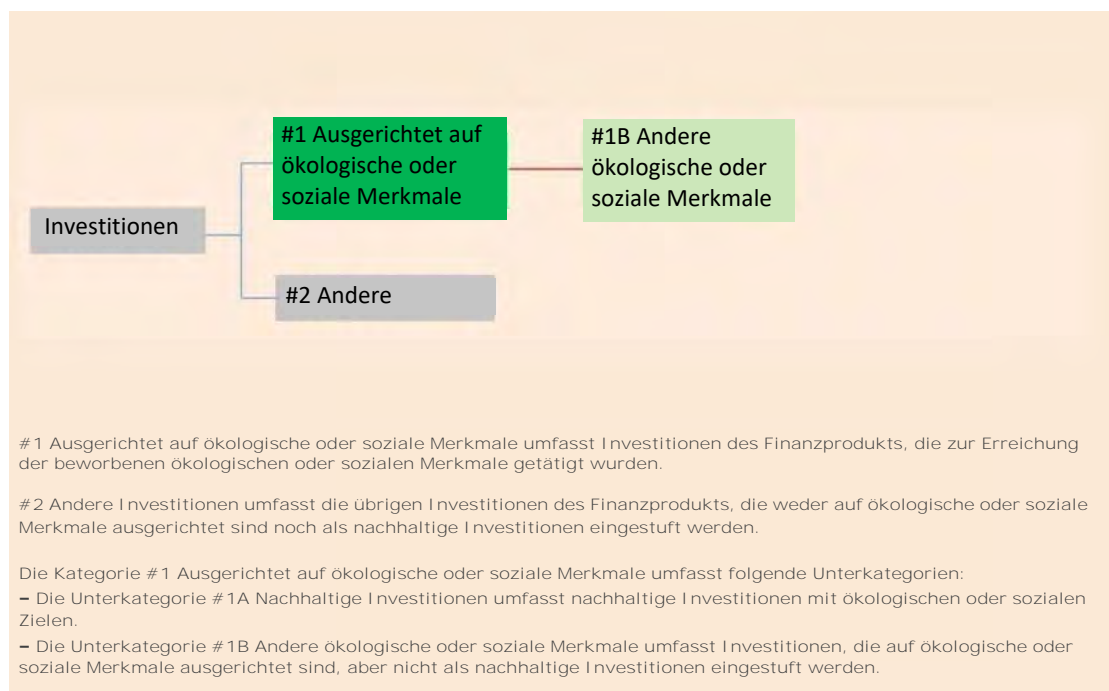 #1 Ausgerichtet auf
ökologische oder
soziale Merkmale
#1B Andere
ökologische oder
soziale Merkmale
Investitionen
#2 Andere
#1 Ausgerichtet auf ökologische oder soziale Merkmale umfasst Investitionen des Finanzprodukts, die zur Erreichung
der beworbenen ökologischen oder sozialen Merkmale getätigt wurden.
#2 Andere Investitionen umfasst die übrigen Investitionen des Finanzprodukts, die weder auf ökologische oder soziale
Merkmale ausgerichtet sind noch als nachhaltige Investitionen eingestuft werden.
Die Kategorie #1 Ausgerichtet auf ökologische oder soziale Merkmale umfasst folgende Unterkategorien:
– Die Unterkategorie #1A Nachhaltige Investitionen umfasst nachhaltige Investitionen mit ökologischen oder sozialen
Zielen.
– Die Unterkategorie #1B Andere ökologische oder soziale Merkmale umfasst Investitionen, die auf ökologische oder
soziale Merkmale ausgerichtet sind, aber nicht als nachhaltige Investitionen eingestuft werden.